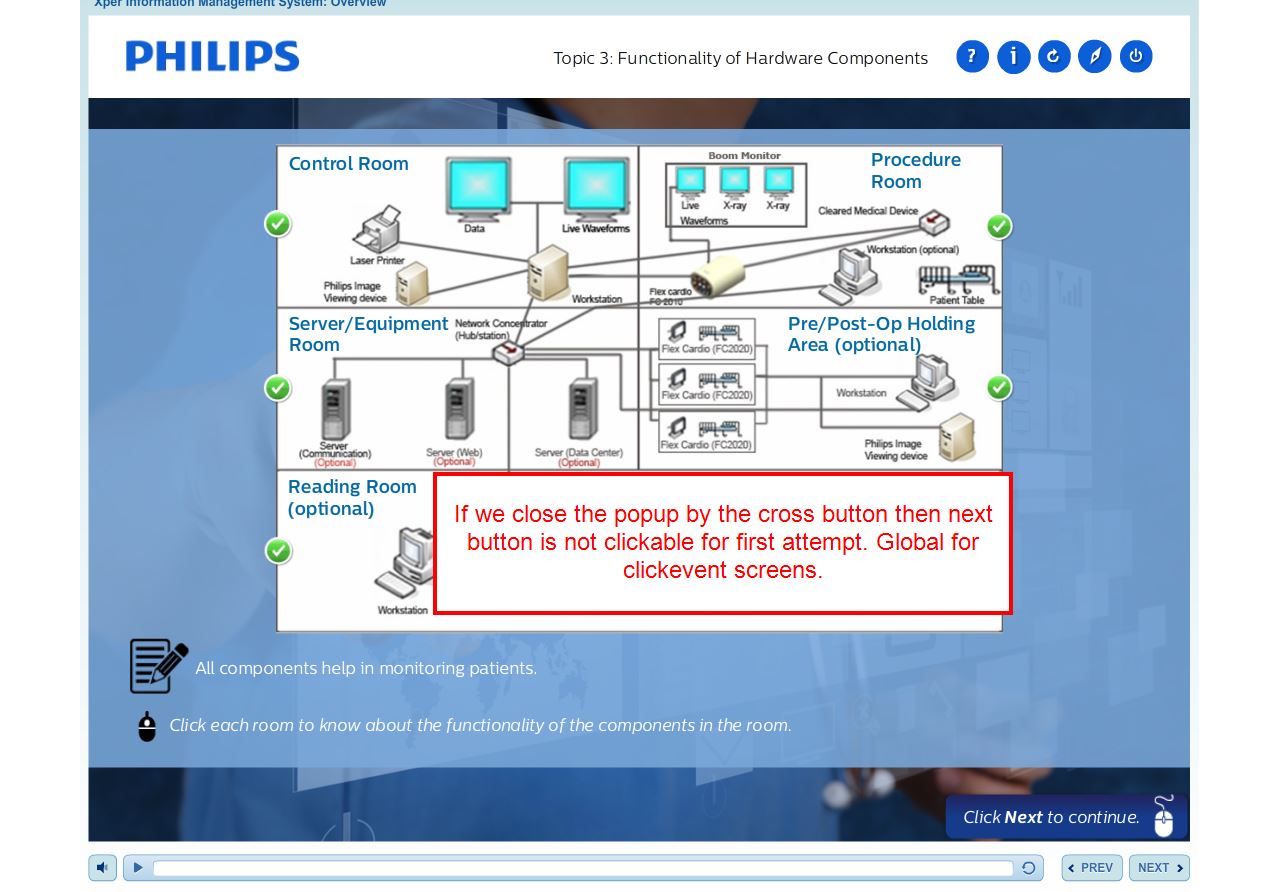 Xper Information Management System: Overview
PHILIPS
Topic 3: Functionality of Hardware Components
?
i
Control Room
Data
Live Waveforms
Laser Printer
Philips Image
Viewing device
Workstation
Boom Monitor
Live
X-ray
X-ray
Waveforms
Procedure
Room
Cleared Medical Device
Workstation (optional)
Flex cardio
FC 2010
Patient Table
Server/Equipment
Room
Network Concentrator
(Hub/station)
Server
(Communication)
(Optional)
Server (Web)
(Optional)
Server (Data Center)
(Optional)
Pre/Post-Op Holding
Area (optional)
Flex Cardio (FC2020)
Flex Cardio (FC2020)
Flex Cardio (FC2020)
Workstation
Philips Image
Viewing device
Reading Room
(optional)
Workstation
If we close the popup by the cross button then next
button is not clickable for first attempt. Global for
clickevent screens.
All components help in monitoring patients.
Click each room to know about the functionality of the components in the room.
Click Next to continue.
PREV
NEXT